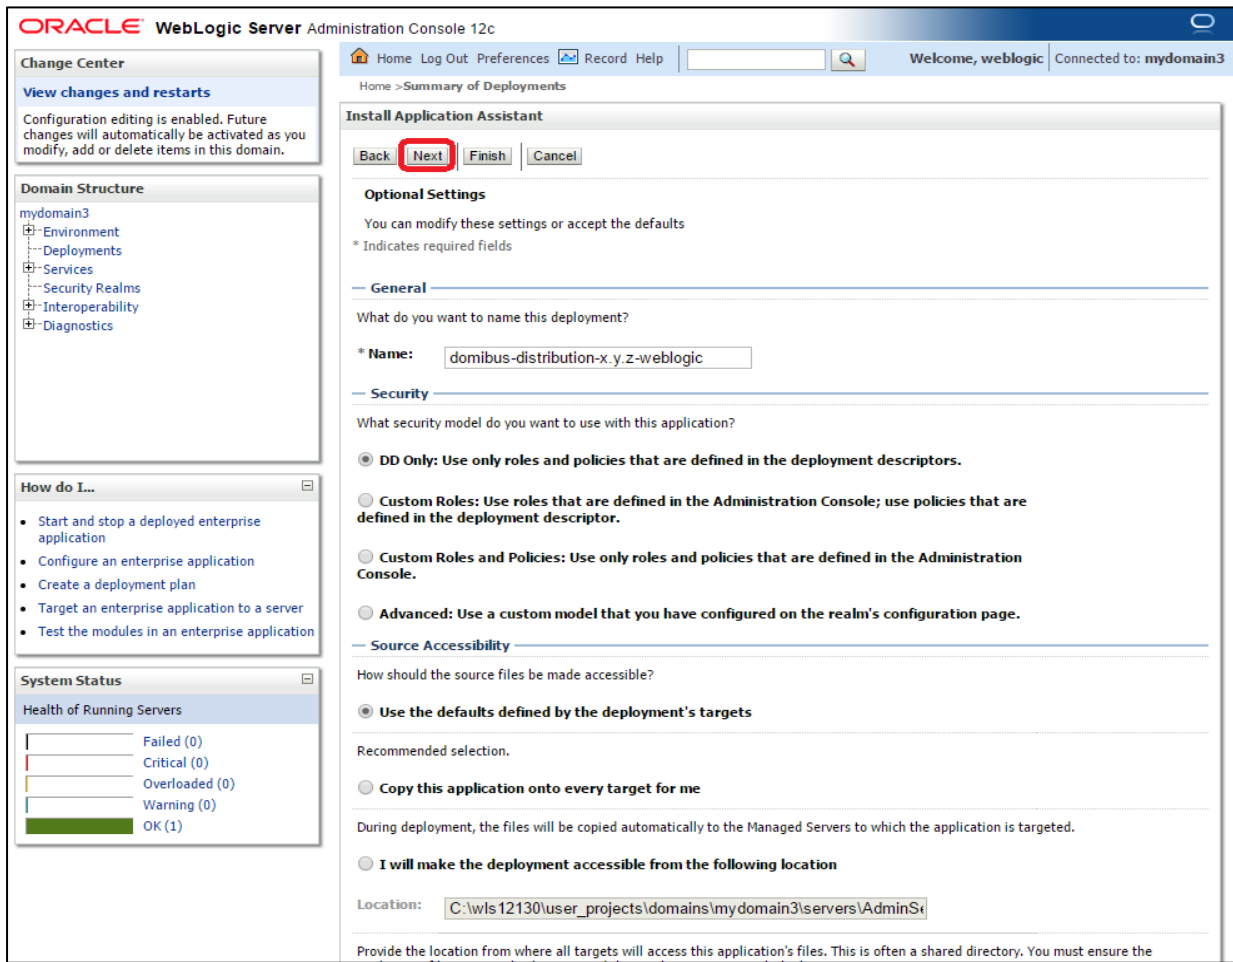 ORACLE WebLogic Server Administration Console 12c
Change Center
View changes and restarts
Configuration editing is enabled. Future
changes will automatically be activated as you
modify, add or delete items in this domain.
Domain Structure
mydomain3
Environment
Deployments
Services
Security Realms
Interoperability
Diagnostics
How do I...
Start and stop a deployed enterprise
application
Configure an enterprise application
Create a deployment plan
Target an enterprise application to a server
Test the modules in an enterprise application
System Status
Health of Running Servers
Failed (0)
Critical (0)
Overloaded (0)
Warning (0)
OK (1)
Home Log Out Preferences Record Help
Welcome, weblogic Connected to: mydomain3
Home >Summary of Deployments
Install Application Assistant
Back Next Finish Cancel
Optional Settings
You can modify these settings or accept the defaults
* Indicates required fields
General
What do you want to name this deployment?
* Name: domibus-distribution-x.y.z-weblogic
Security
What security model do you want to use with this application?
DD Only: Use only roles and policies that are defined in the deployment descriptors.
Custom Roles: Use roles that are defined in the Administration Console; use policies that are
defined in the deployment descriptor.
Custom Roles and Policies: Use only roles and policies that are defined in the Administration
Console.
Advanced: Use a custom model that you have configured on the realm's configuration page.
Source Accessibility
How should the source files be made accessible?
Use the defaults defined by the deployment's targets
Recommended selection.
Copy this application onto every target for me
During deployment, the files will be copied automatically to the Managed Servers to which the application is targeted.
I will make the deployment accessible from the following location
Location: C:\wls12130\user_projects\domains\mydomain3\servers\AdminSe
Provide the location from where all targets will access this application's files. This is often a shared directory. You must ensure the